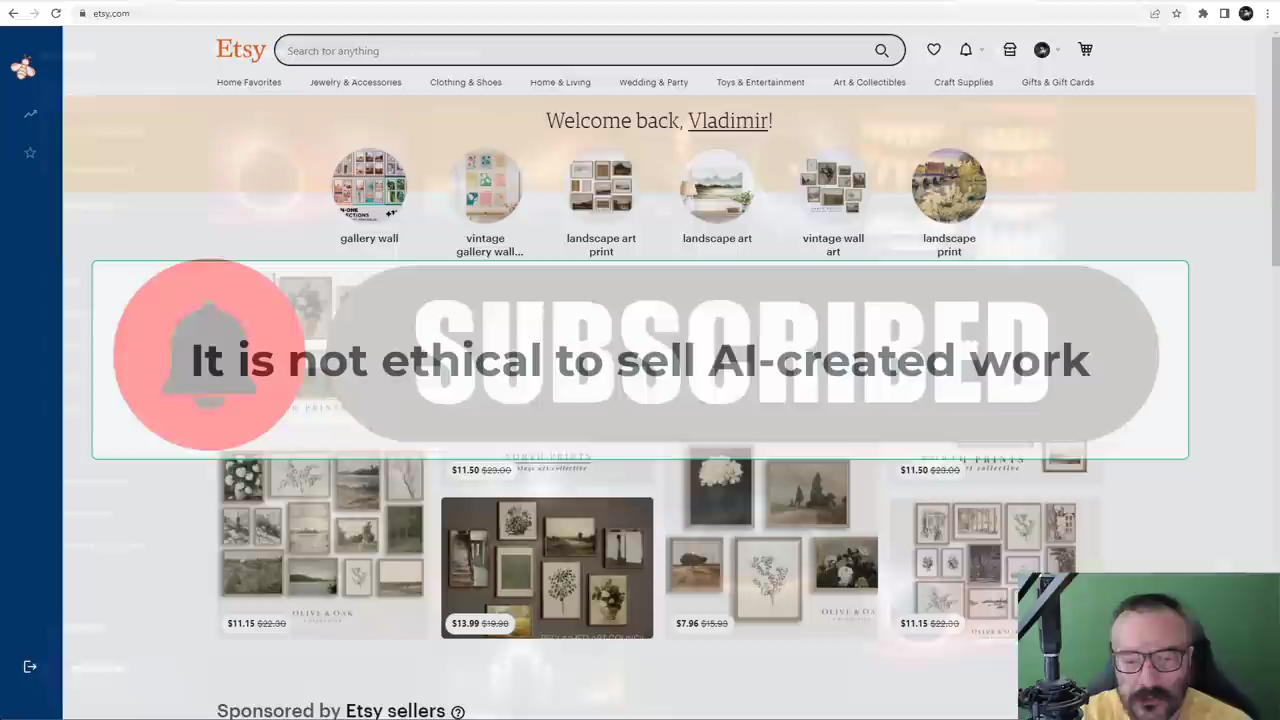 etsy.com
Etsy
Search for anything
Home Favorites
Jewelry & Accessories
Clothing & Shoes
Home & Living
Wedding & Party
Toys & Entertainment
Art & Collectibles
Craft Supplies
Gifts & Gift Cards
Welcome back, Vladimir!
gallery wall
vintage
gallery wall...
landscape art
print
landscape art
vintage wall
art
landscape
print
SUBSCRIBED
It is not ethical to sell AI-created work
$11.50 $23.00
$11.50 $23.00
OLIVE & OAK
$11.15 $22.30
$13.99 $19.98
$7.96 $15.93
OLIVE & OAK
$11.15 $22.30
Sponsored by Etsy sellers